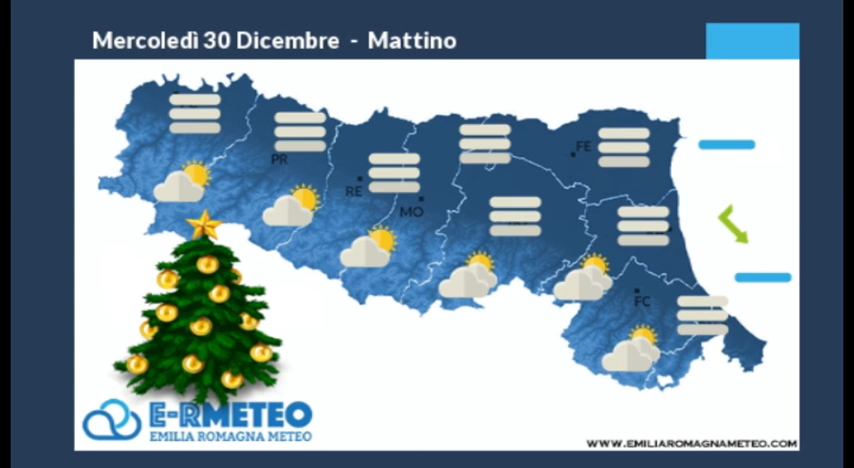 Mercoledì 30 Dicembre - Mattino
PR
FE
RE
MO
FC
E-RMETEO
EMILIA ROMAGNA METEO
WWW.EMILIAROMAGNAMETEO.COM